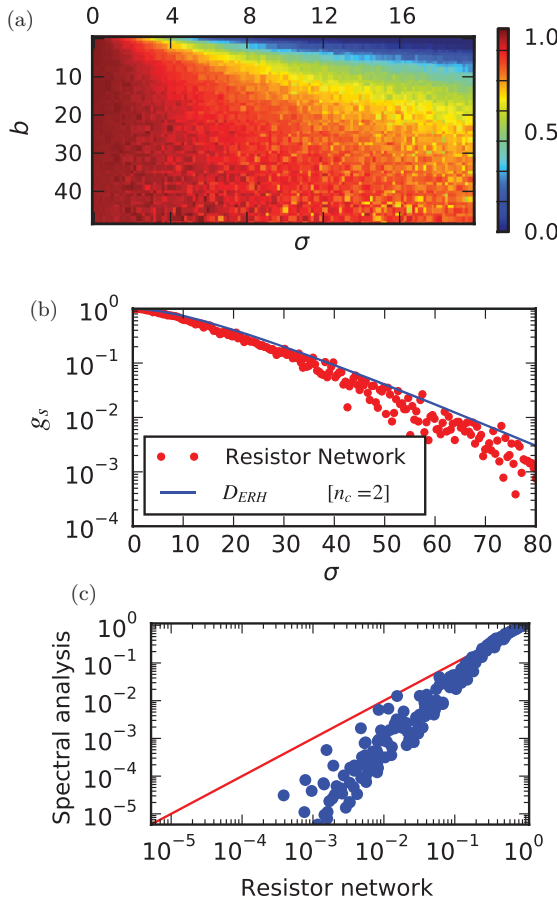 (a)
0 4 8 12 16
b
10
20
30
40
σ
1.0
0.5
0.0
(b)
g_s
10^0
10^-1
10^-2
10^-3
10^-4
Resistor Network
D_ERH [n_c=2]
0 10 20 30 40 50 60 70 80
σ
(c)
Spectral analysis
10^0
10^-1
10^-2
10^-3
10^-4
10^-5
10^-5 10^-4 10^-3 10^-2 10^-1 10^0
Resistor network